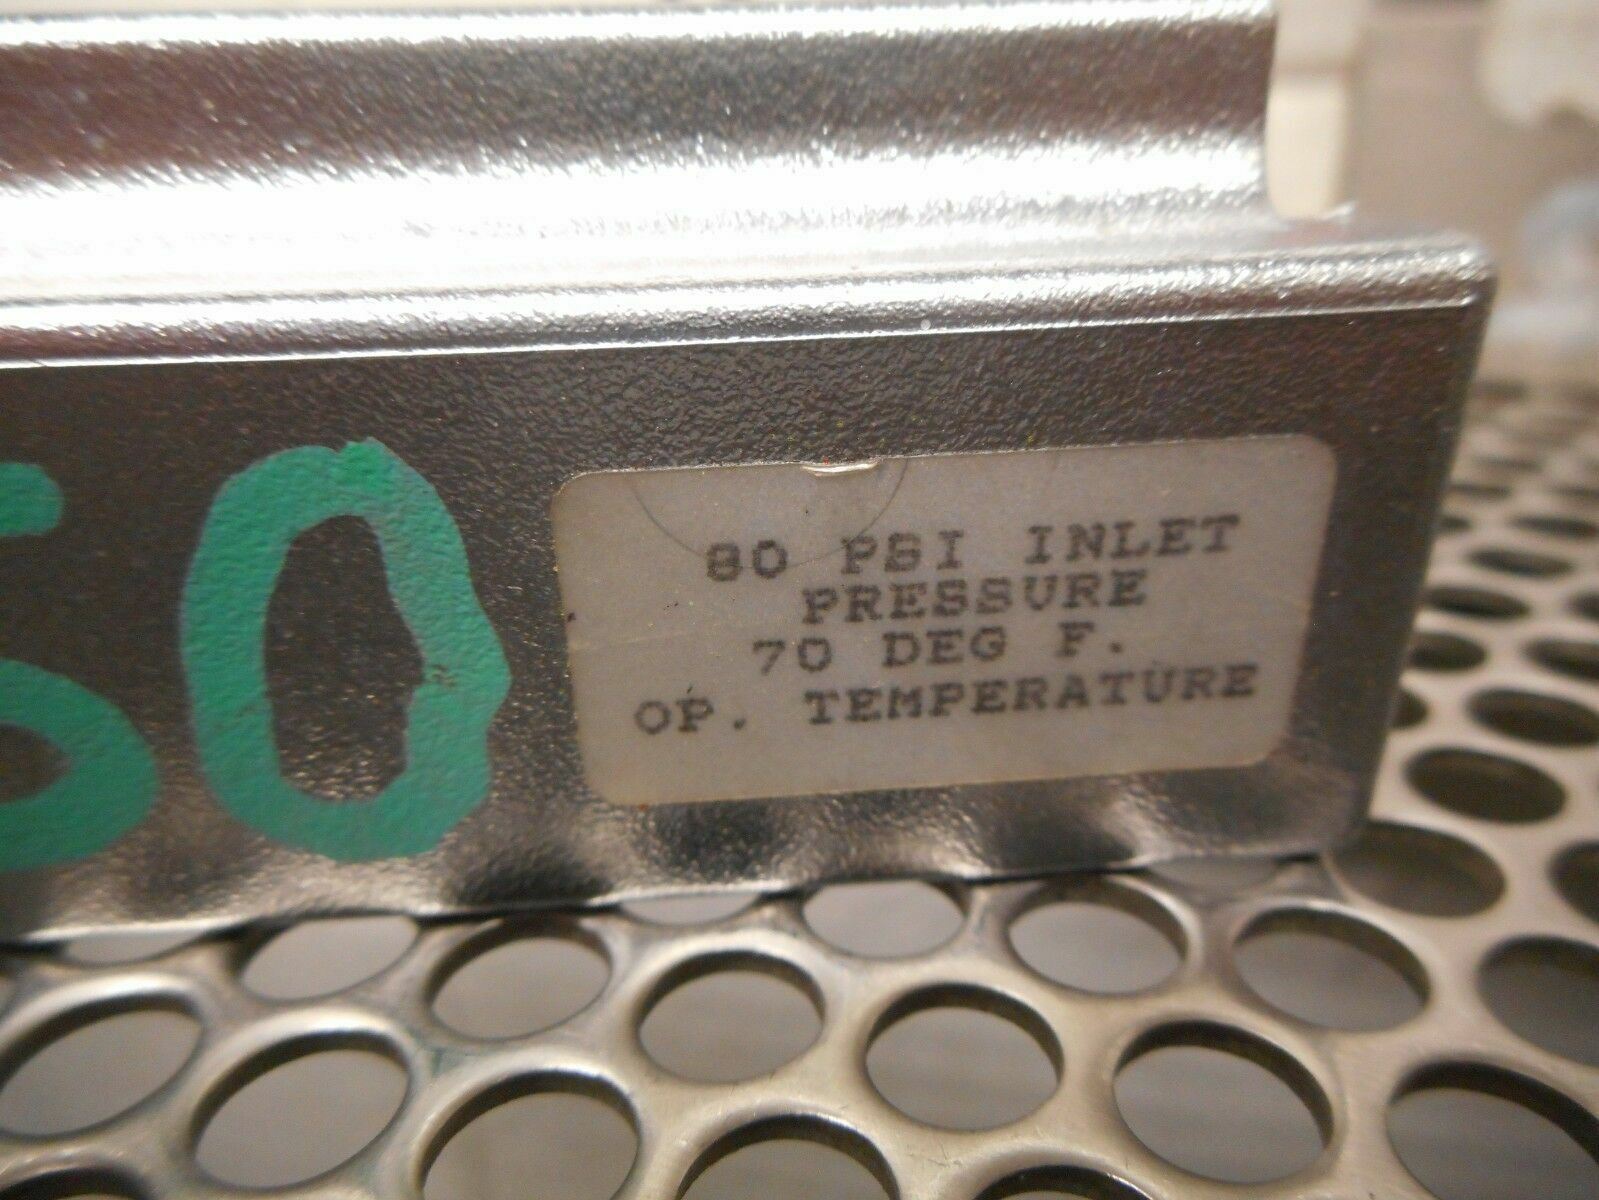 80 PSI INLET
PRESSURE
70 DEG F.
OP. TEMPERATURE